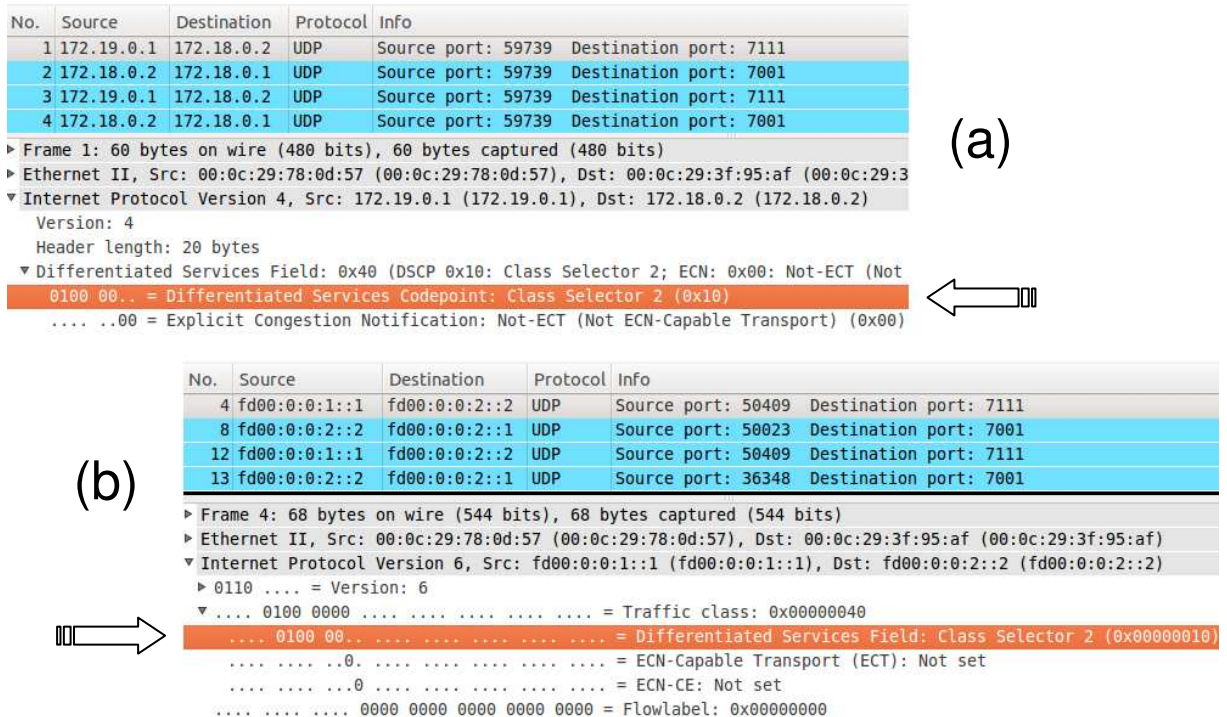 No. Source Destination Protocol Info
1 172.19.0.1 172.18.0.2 UDP Source port: 59739 Destination port: 7111
2 172.18.0.2 172.18.0.1 UDP Source port: 59739 Destination port: 7001
3 172.19.0.1 172.18.0.2 UDP Source port: 59739 Destination port: 7111
4 172.18.0.2 172.18.0.1 UDP Source port: 59739 Destination port: 7001
(a)
Frame 1: 60 bytes on wire (480 bits), 60 bytes captured (480 bits)
Ethernet II, Src: 00:0c:29:78:0d:57 (00:0c:29:78:0d:57), Dst: 00:0c:29:3f:95:af (00:0c:29:3
Internet Protocol Version 4, Src: 172.19.0.1 (172.19.0.1), Dst: 172.18.0.2 (172.18.0.2)
Version: 4
Header length: 20 bytes
Differentiated Services Field: 0x40 (DSCP 0x10: Class Selector 2; ECN: 0x00: Not-ECT (Not
0100 00.. = Differentiated Services Codepoint: Class Selector 2 (0x10)
.... ..00 = Explicit Congestion Notification: Not-ECT (Not ECN-Capable Transport) (0x00)
No. Source Destination Protocol Info
4 fd00:0:0:1::1 fd00:0:0:2::2 UDP Source port: 50409 Destination port: 7111
8 fd00:0:0:2::2 fd00:0:0:2::1 UDP Source port: 50023 Destination port: 7001
12 fd00:0:0:1::1 fd00:0:0:2::2 UDP Source port: 50409 Destination port: 7111
13 fd00:0:0:2::2 fd00:0:0:2::1 UDP Source port: 36348 Destination port: 7001
(b)
Frame 4: 68 bytes on wire (544 bits), 68 bytes captured (544 bits)
Ethernet II, Src: 00:0c:29:78:0d:57 (00:0c:29:78:0d:57), Dst: 00:0c:29:3f:95:af (00:0c:29:3f:95:af)
Internet Protocol Version 6, Src: fd00:0:0:1::1 (fd00:0:0:1::1), Dst: fd00:0:0:2::2 (fd00:0:0:2::2)
0110 .... = Version: 6
.... 0100 0000 .... .... .... .... .... = Traffic class: 0x00000040
.... 0100 00.. .... .... .... .... .... = Differentiated Services Field: Class Selector 2 (0x00000010)
.... .... ..0. .... .... .... .... .... = ECN-Capable Transport (ECT): Not set
.... .... ...0 .... .... .... .... .... = ECN-CE: Not set
.... .... .... 0000 0000 0000 0000 0000 = Flowlabel: 0x00000000